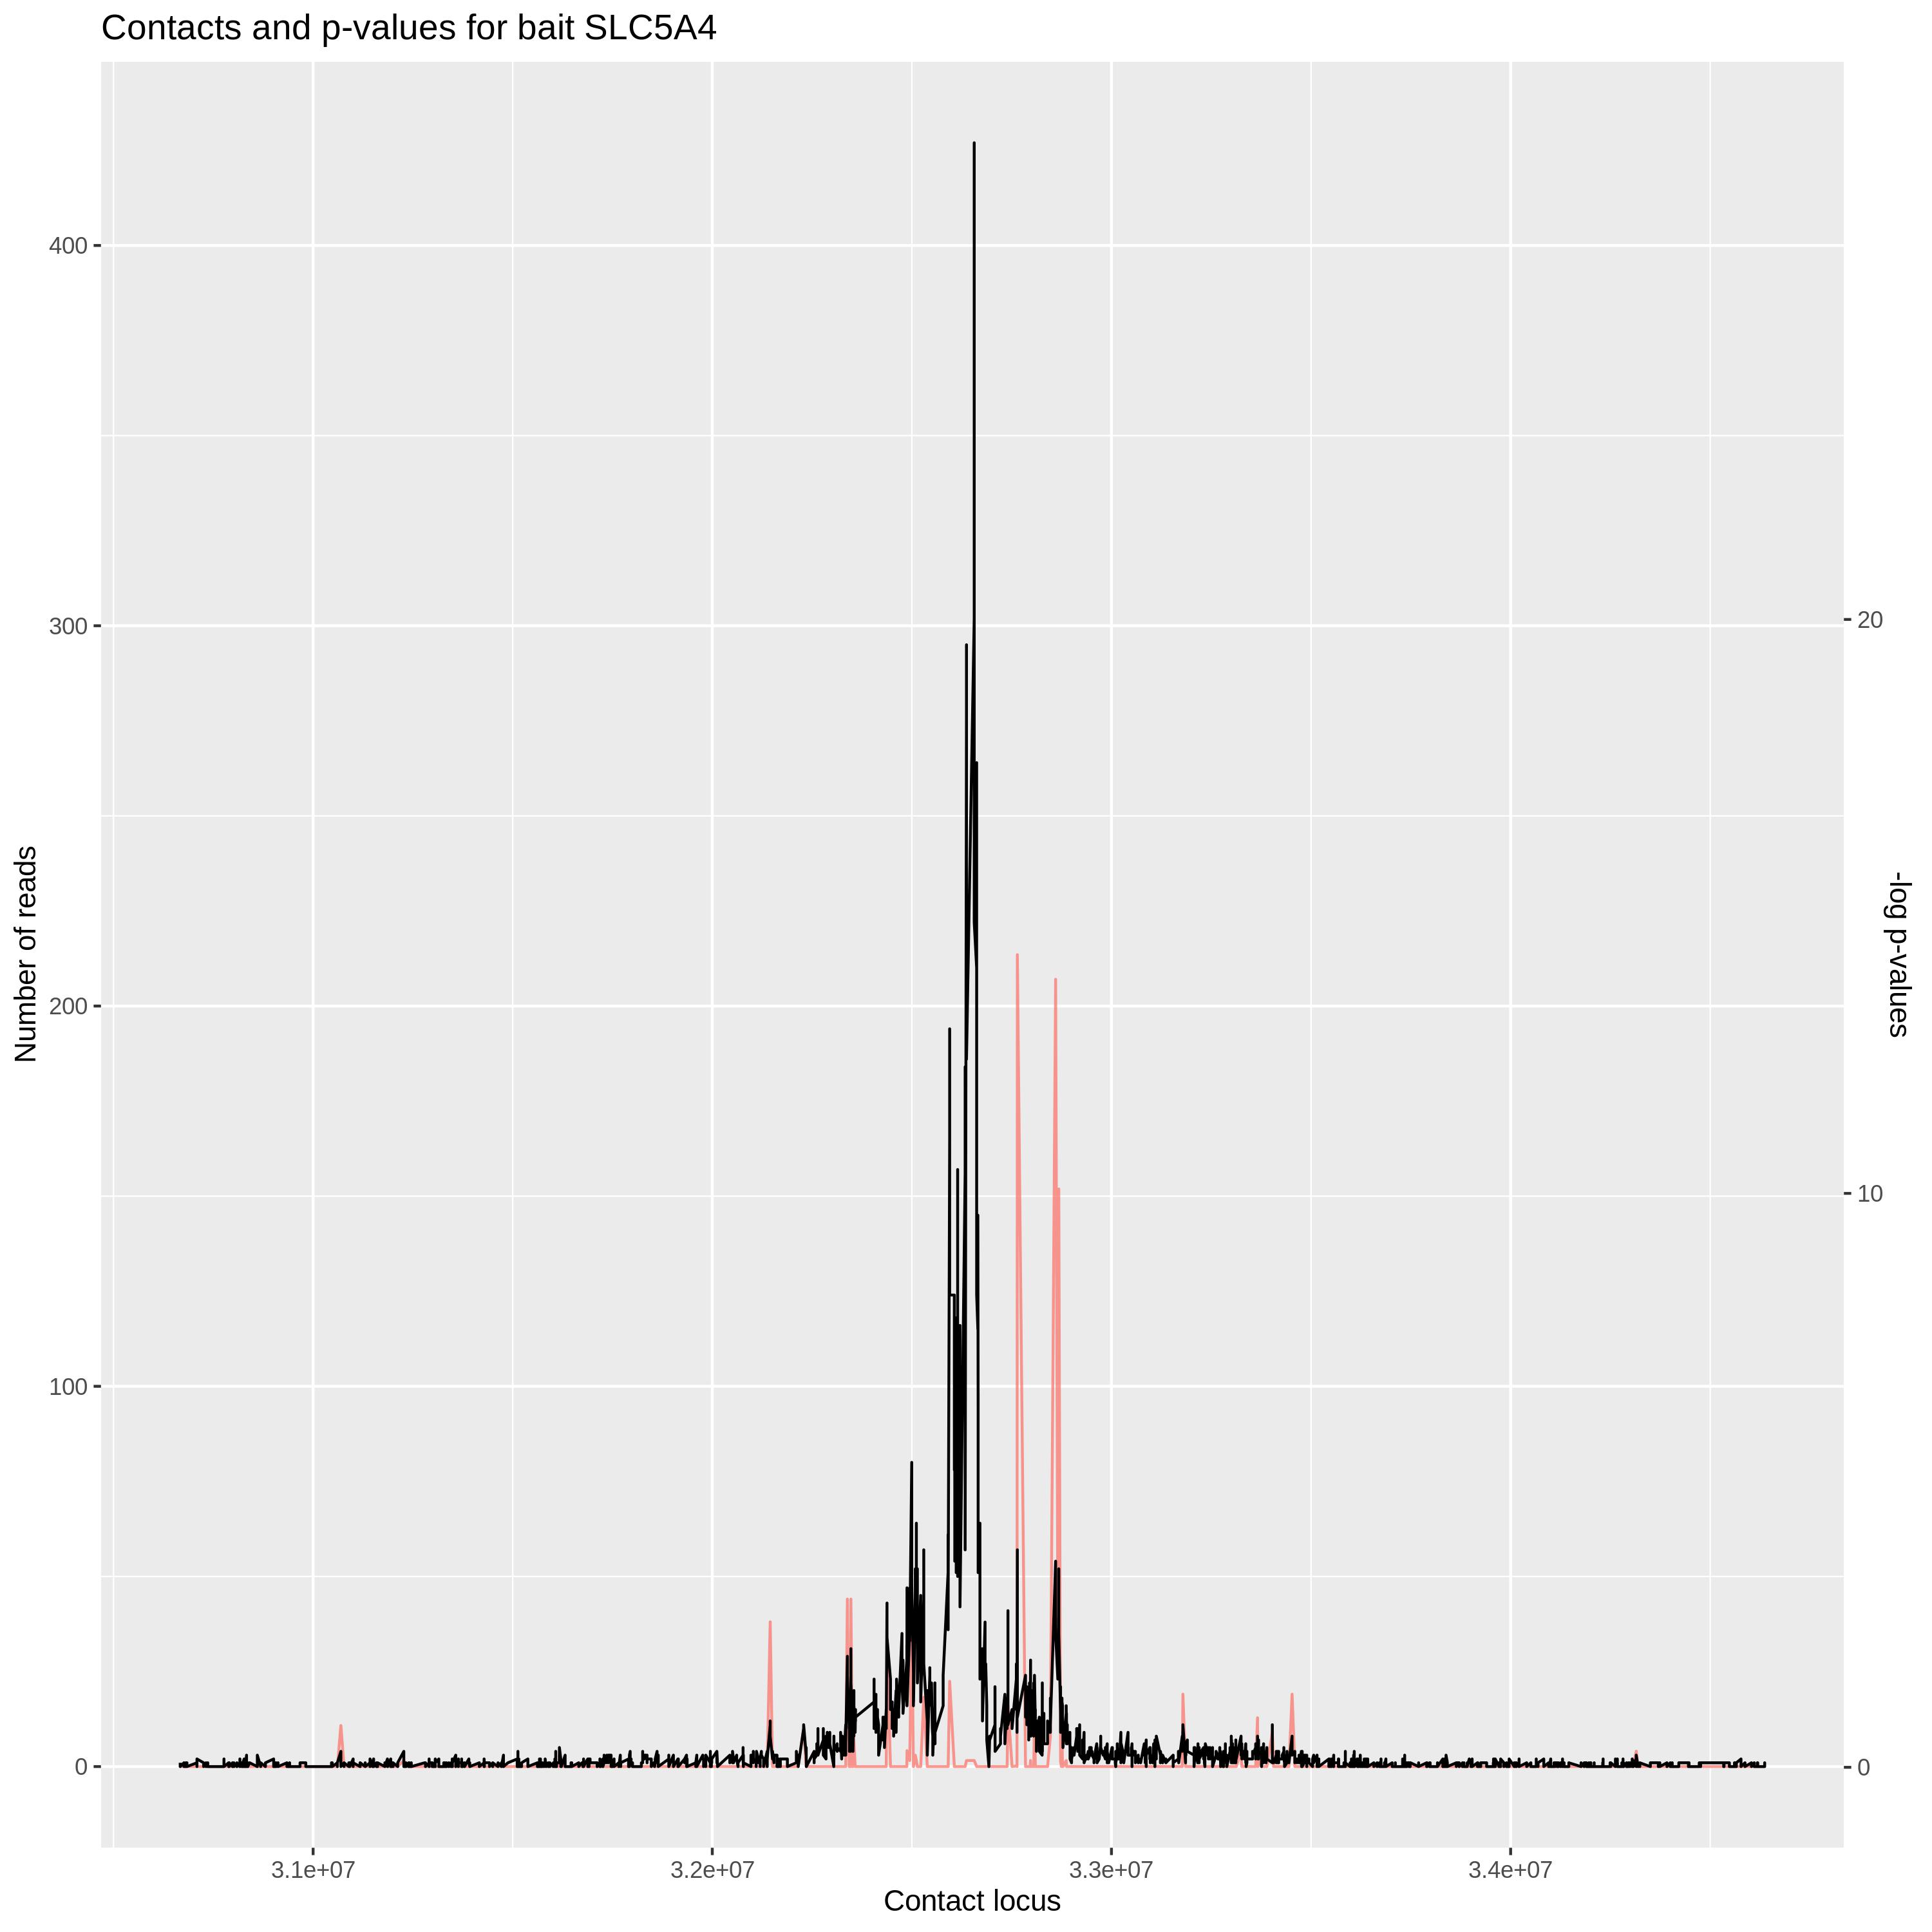 Contacts and p-values for bait SLC5A4
400
300
200
100
0
20
10
0
Number of reads
-log p-values
3.1e+07
3.2e+07
3.3e+07
3.4e+07
Contact locus